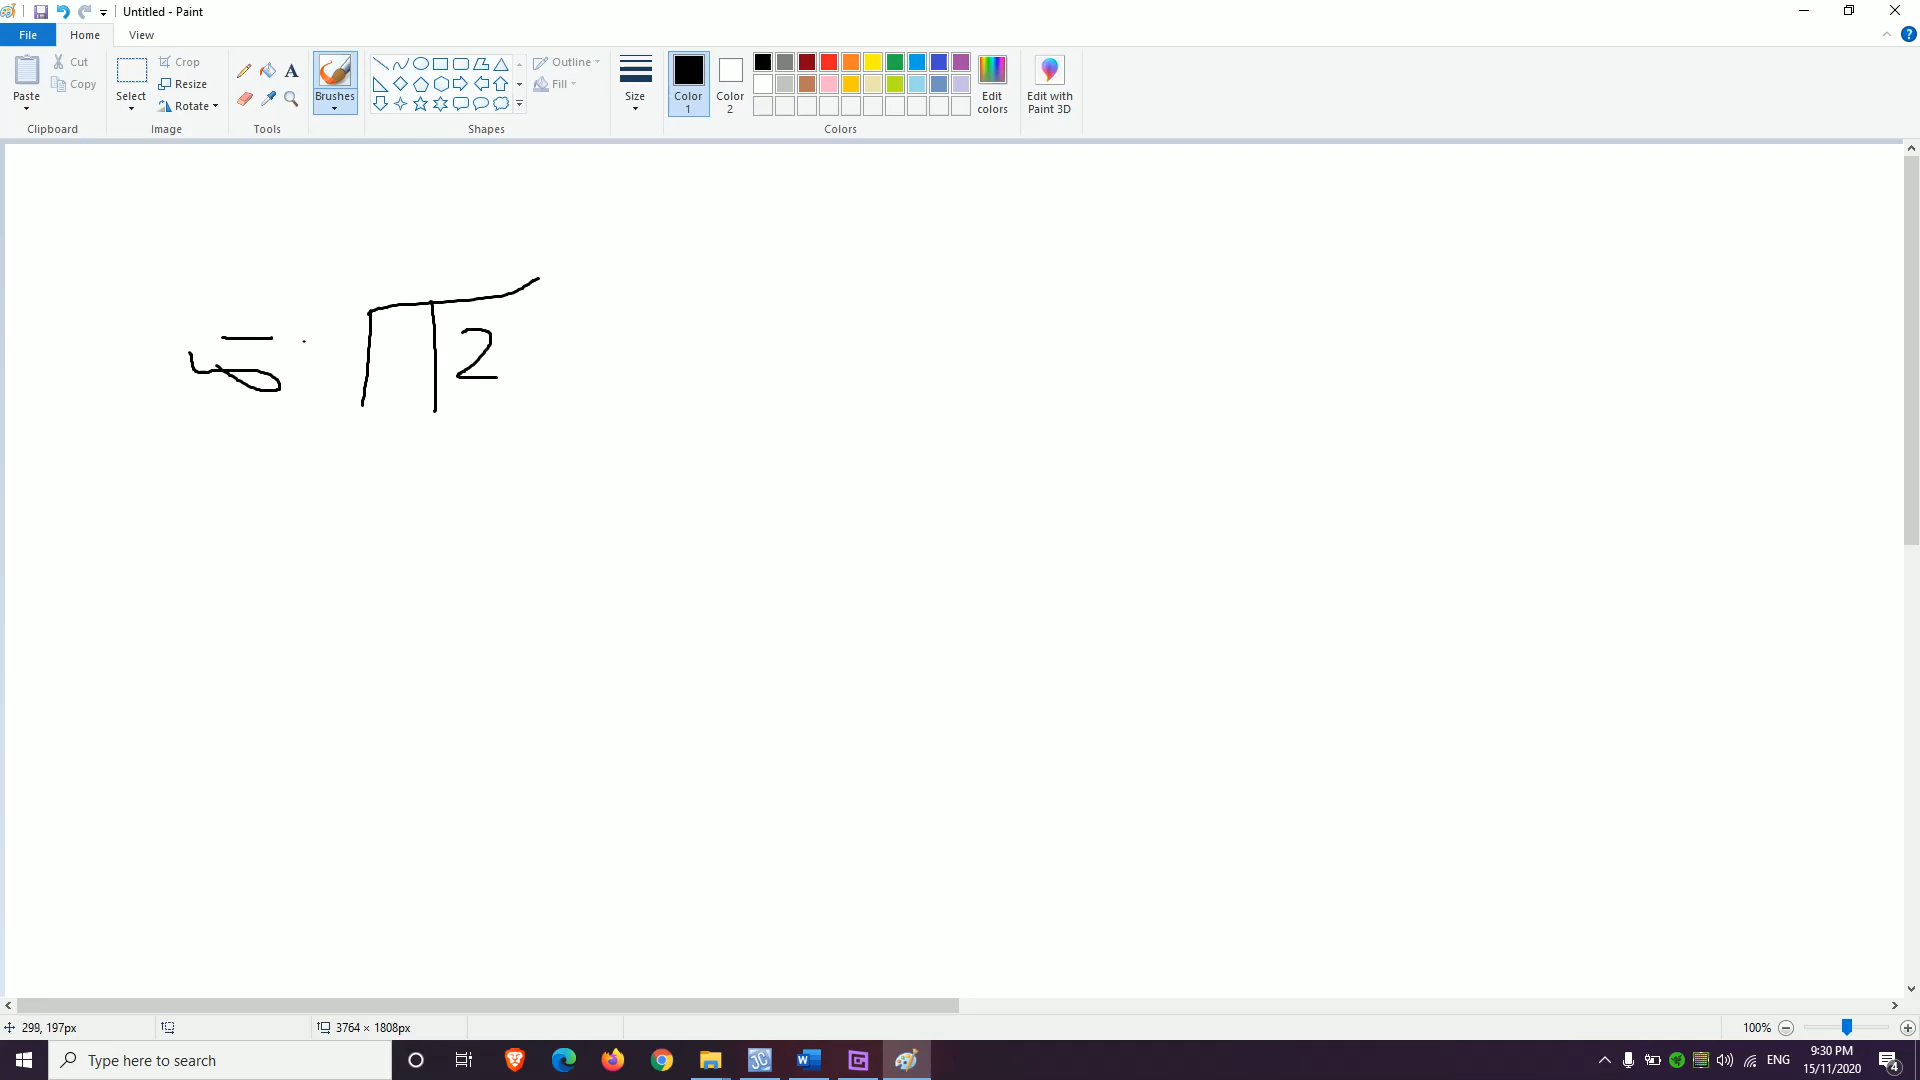 Untitled - Paint
File Home View
Paste
Cut
Copy
Clipboard
Select
Crop
Resize
Rotate
Image
Tools
Brushes
Shapes
Outline
Fill
Size
Color 1
Color 2
Colors
Edit colors
Edit with Paint 3D
2
299, 197px
3764 × 1808px
100%
Type here to search
ENG
9:30 PM
15/11/2020
4